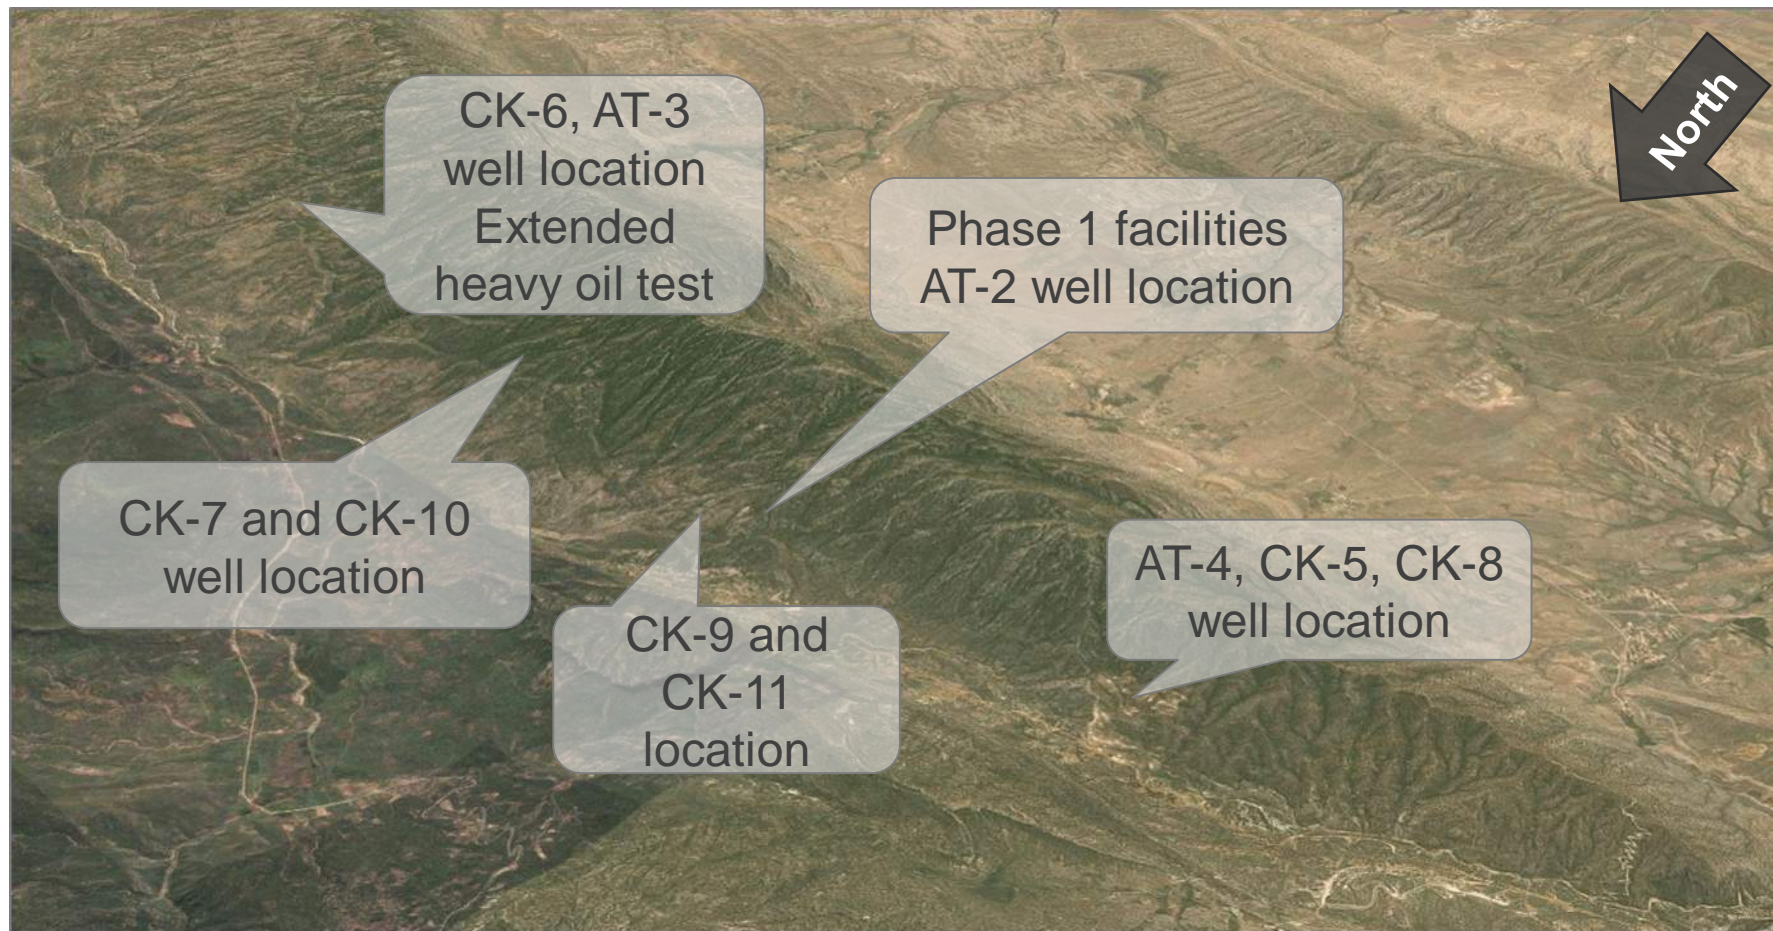 CK-6, AT-3
well location
Extended
heavy oil test
North
Phase 1 facilities
AT-2 well location
CK-7 and CK-10
well location
AT-4, CK-5, CK-8
well location
CK-9 and
CK-11
location